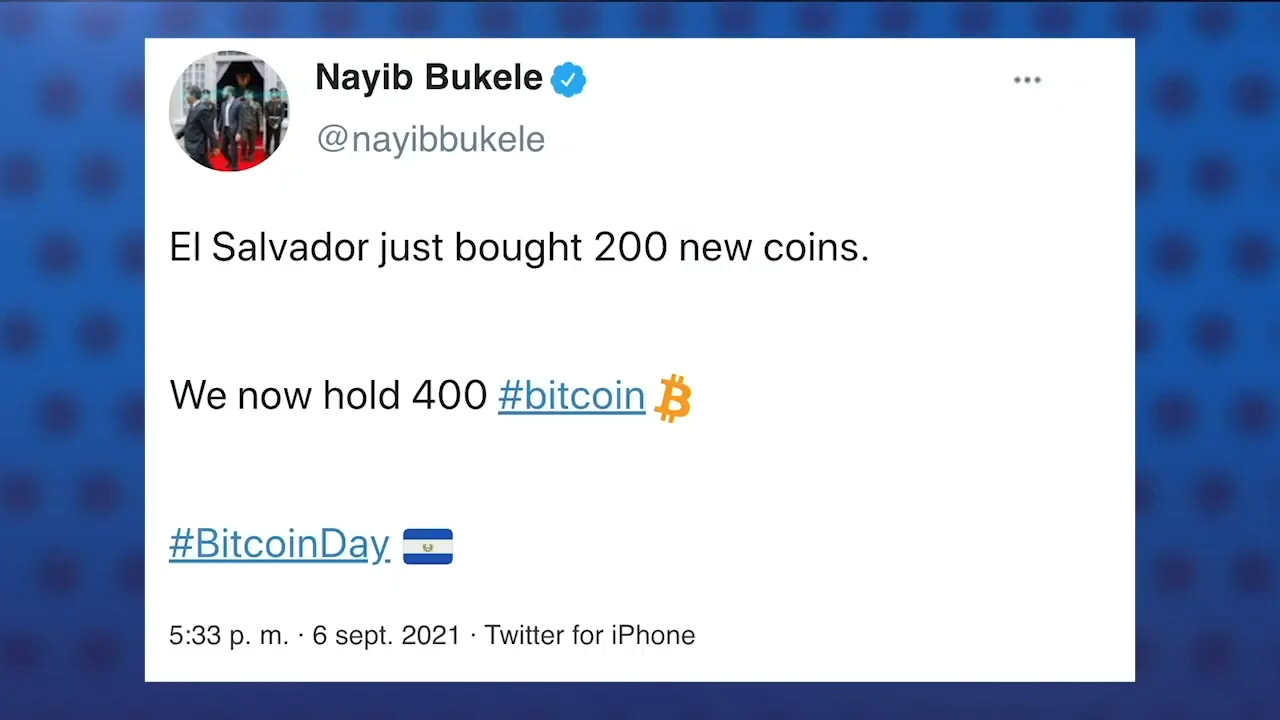 Nayib Bukele
@nayibbukele
El Salvador just bought 200 new coins.
We now hold 400 #bitcoin
#BitcoinDay
5:33 p. m. · 6 sept. 2021 · Twitter for iPhone